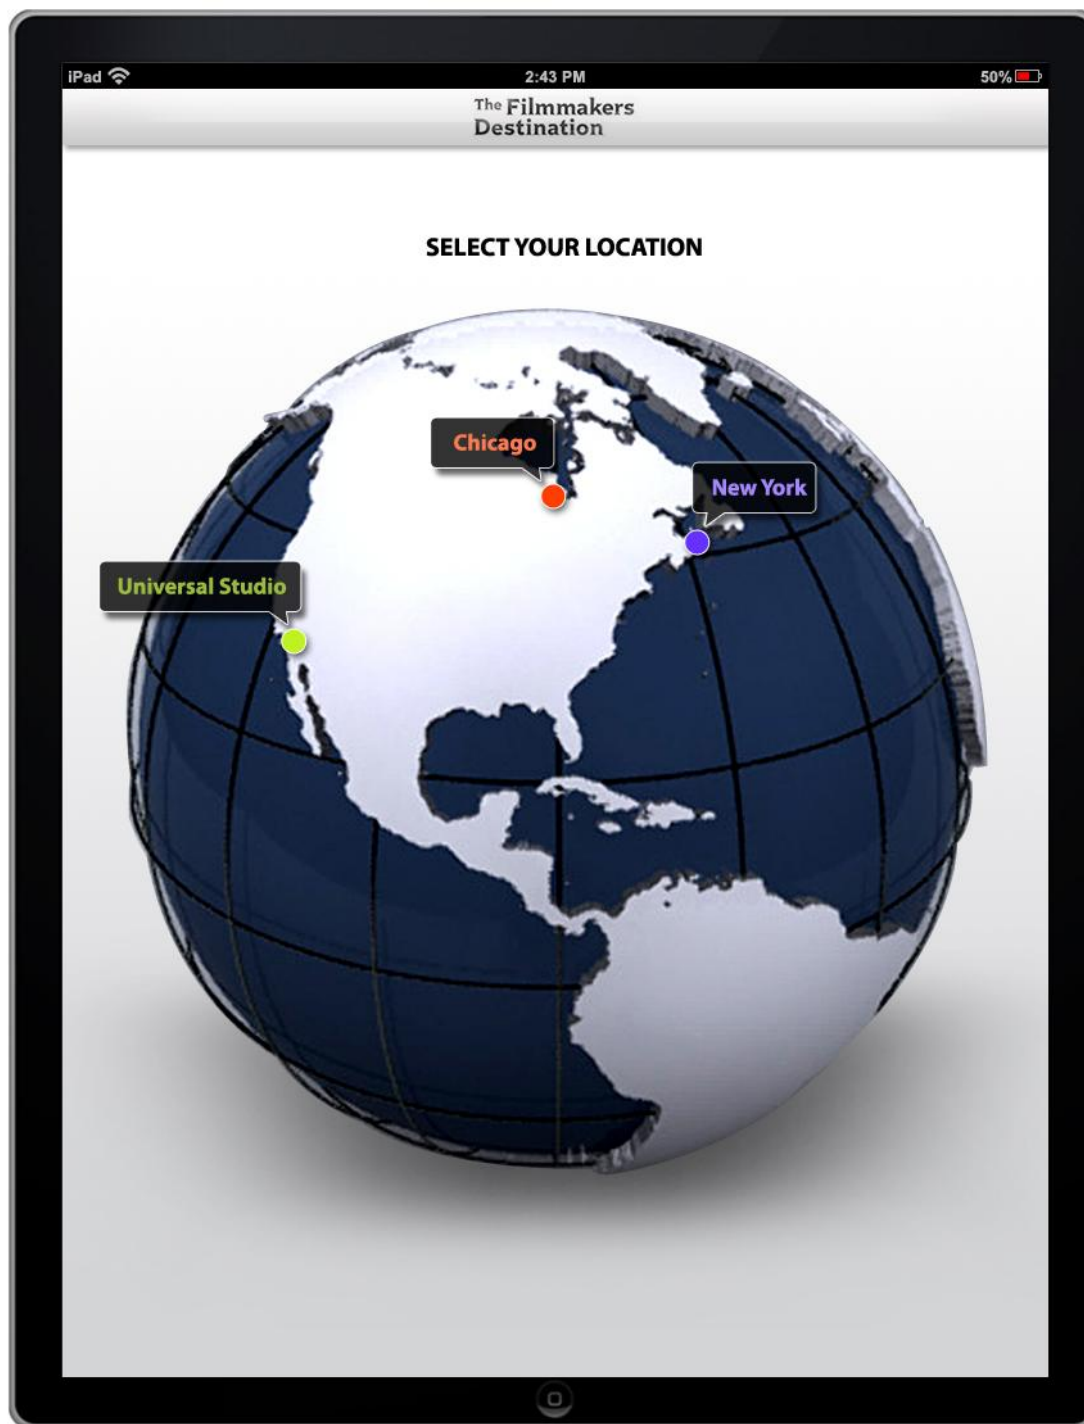 iPad 2:43 PM 50%
The Filmmakers
Destination
SELECT YOUR LOCATION
Chicago
New York
Universal Studio